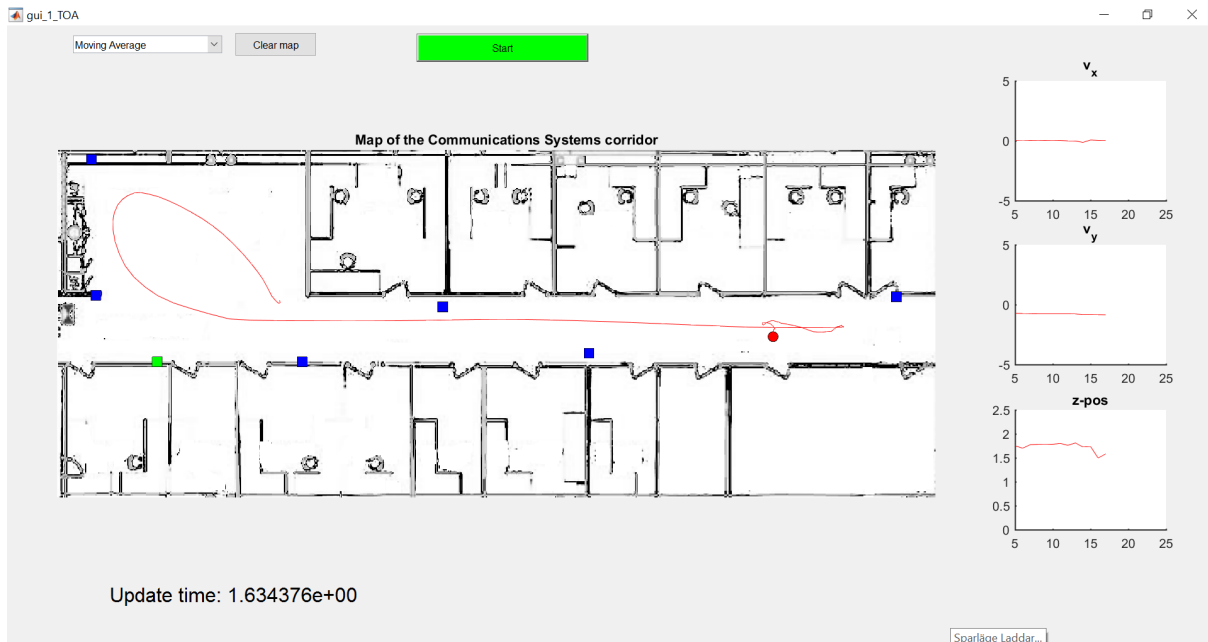 gui_1_TOA
Moving Average
Clear map
Start
Map of the Communications Systems corridor
v_x
5
0
-5
5 10 15 20 25
v_y
5
0
-5
5 10 15 20 25
z-pos
2.5
2
1.5
1
0.5
0
5 10 15 20 25
Update time: 1.634376e+00
Sparläge Laddar...